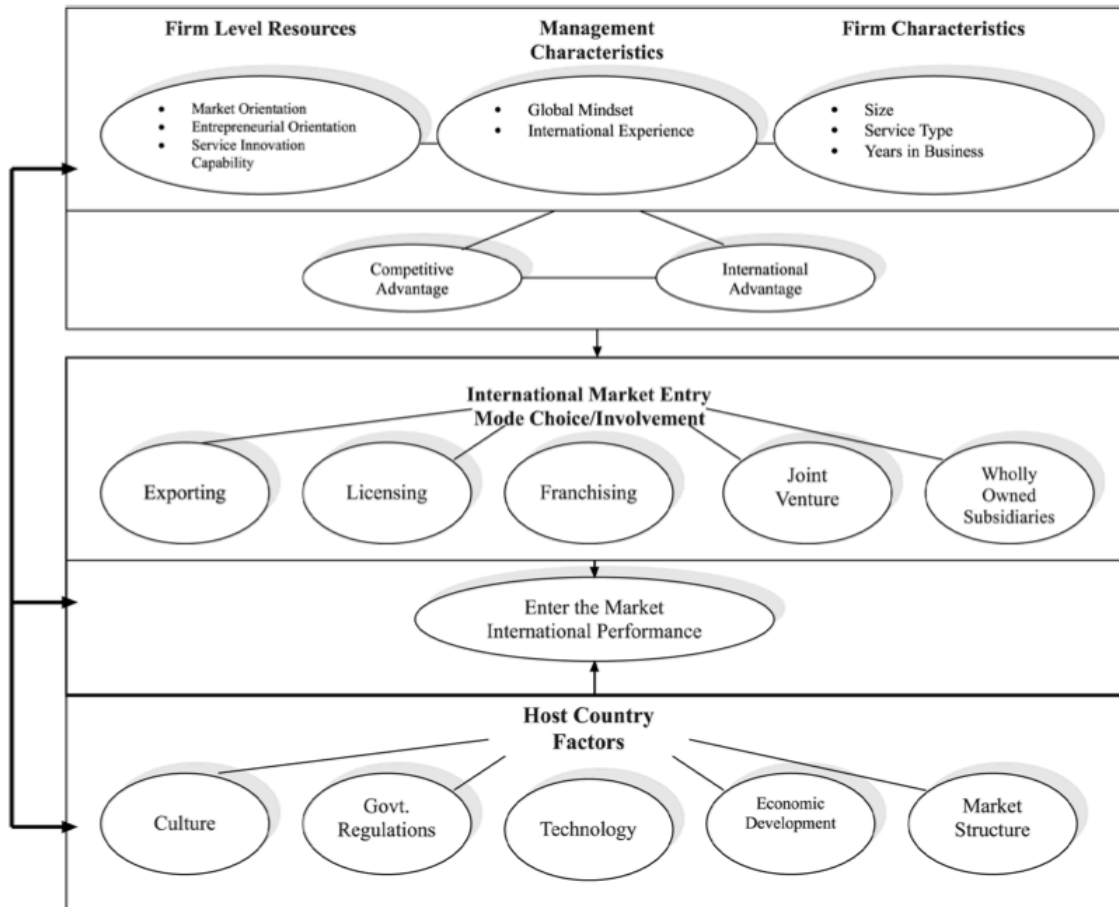 Firm Level Resources
Management
Characteristics
Firm Characteristics
• Market Orientation
• Entrepreneurial Orientation
• Service Innovation
Capability
• Global Mindset
• International Experience
• Size
• Service Type
• Years in Business
Competitive
Advantage
International
Advantage
International Market Entry
Mode Choice/Involvement
Exporting
Licensing
Franchising
Joint
Venture
Wholly
Owned
Subsidiaries
Enter the Market
International Performance
Host Country
Factors
Culture
Govt.
Regulations
Technology
Economic
Development
Market
Structure